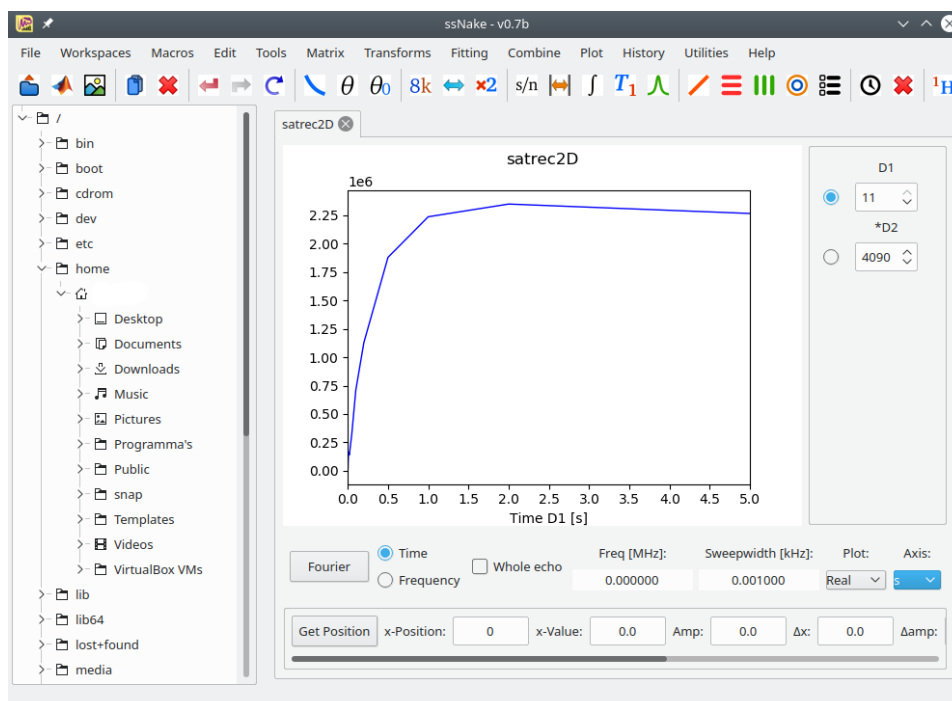 ssNake - v0.7b
File Workspaces Macros Edit Tools Matrix Transforms Fitting Combine Plot History Utilities Help
θ θ0 8k ×2 s/n ∫ T1 1H
/
bin
boot
cdrom
dev
etc
home
Desktop
Documents
Downloads
Music
Pictures
Programma's
Public
snap
Templates
Videos
VirtualBox VMs
lib
lib64
lost+found
media
satrec2D
satrec2D
1e6
2.25
2.00
1.75
1.50
1.25
1.00
0.75
0.50
0.25
0.00
0.0 0.5 1.0 1.5 2.0 2.5 3.0 3.5 4.0 4.5 5.0
Time D1 [s]
D1
11
*D2
4090
Fourier
Time
Frequency
Whole echo
Freq [MHz]: Sweepwidth [kHz]: Plot: Axis:
0.000000 0.001000 Real s
Get Position x-Position: 0 x-Value: 0.0 Amp: 0.0 Δx: 0.0 Δamp: